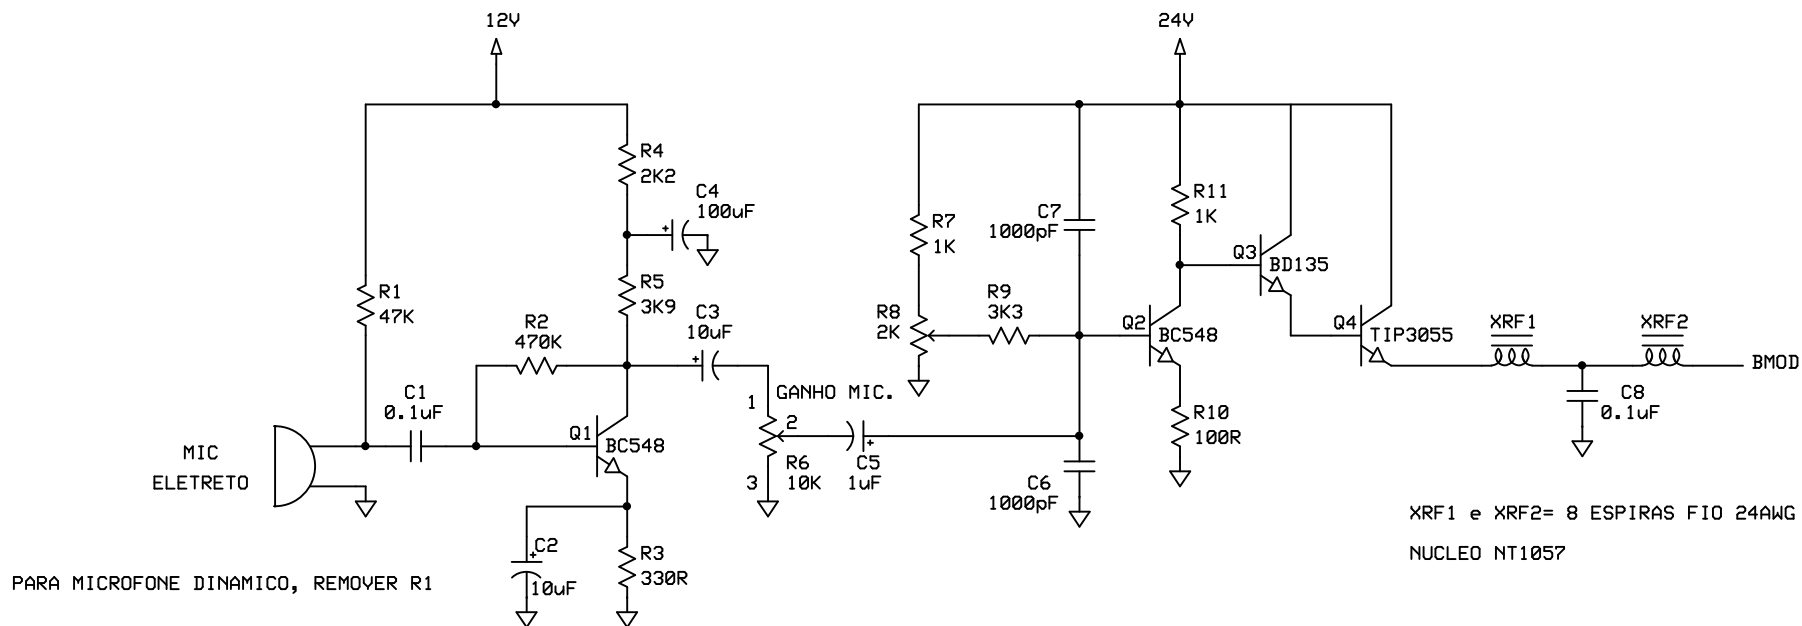 12V
24V
R4
2K2
C4
100uF
+
R1
47K
R5
3K9
C3
10uF
+
R2
470K
C1
0.1uF
MIC
ELETRETO
Q1
BC548
GANHO MIC.
1
2
3
R6
10K
C5
1uF
+
C2
10uF
+
R3
330R
PARA MICROFONE DINAMICO, REMOVER R1
R7
1K
R8
2K
R9
3K3
C7
1000pF
C6
1000pF
R11
1K
Q2
BC548
R10
100R
Q3
BD135
Q4
TIP3055
XRF1
XRF2
C8
0.1uF
BMOD
XRF1 e XRF2= 8 ESPIRAS FIO 24AWG
NUCLEO NT1057